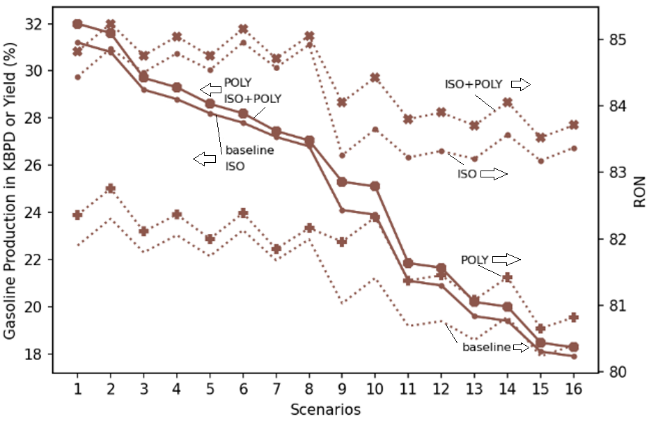 32
30
28
26
24
22
20
18
Gasoline Production in KBPD or Yield (%)
85
84
83
82
81
80
RON
POLY
ISO+POLY
baseline
ISO
ISO+POLY
ISO
POLY
baseline
1 2 3 4 5 6 7 8 9 10 11 12 13 14 15 16
Scenarios